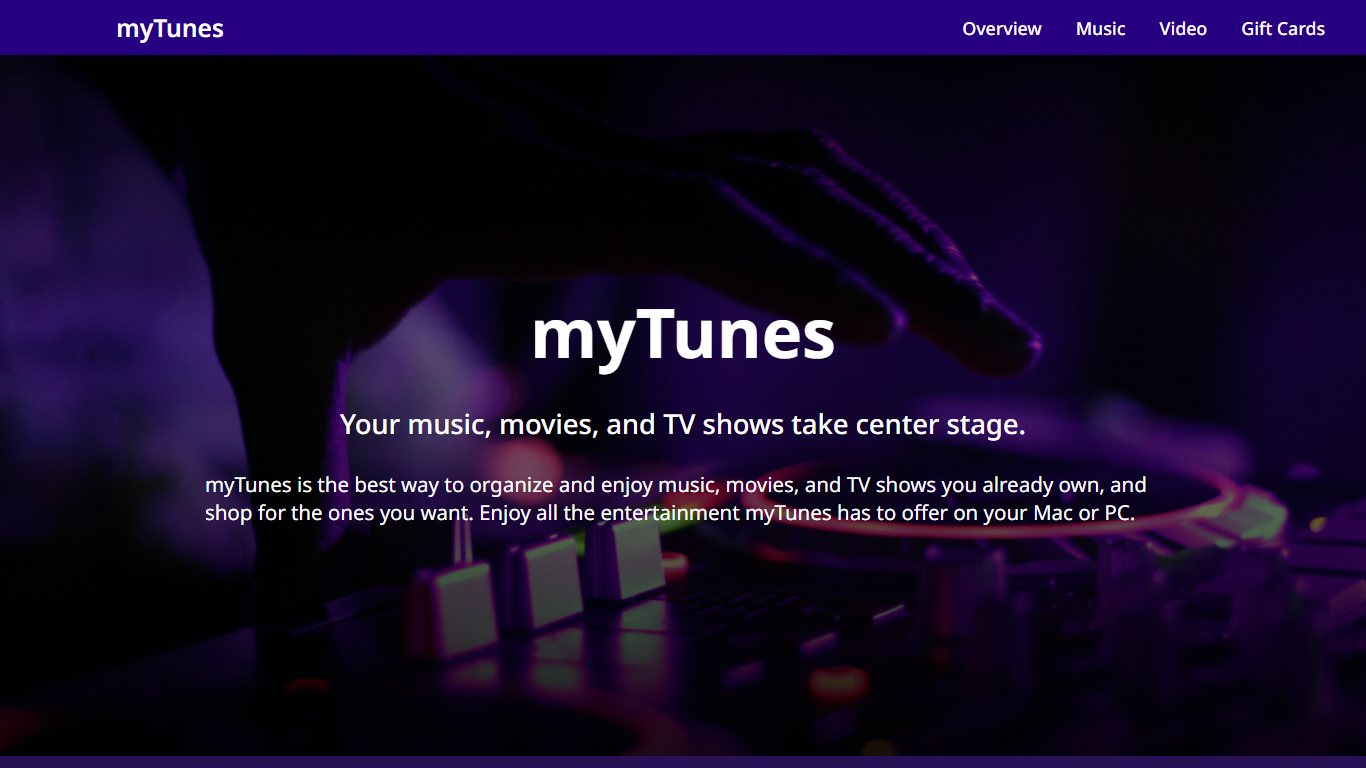 myTunes
Overview
Music
Video
Gift Cards
myTunes
Your music, movies, and TV shows take center stage.
myTunes is the best way to organize and enjoy music, movies, and TV shows you already own, and
shop for the ones you want. Enjoy all the entertainment myTunes has to offer on your Mac or PC.